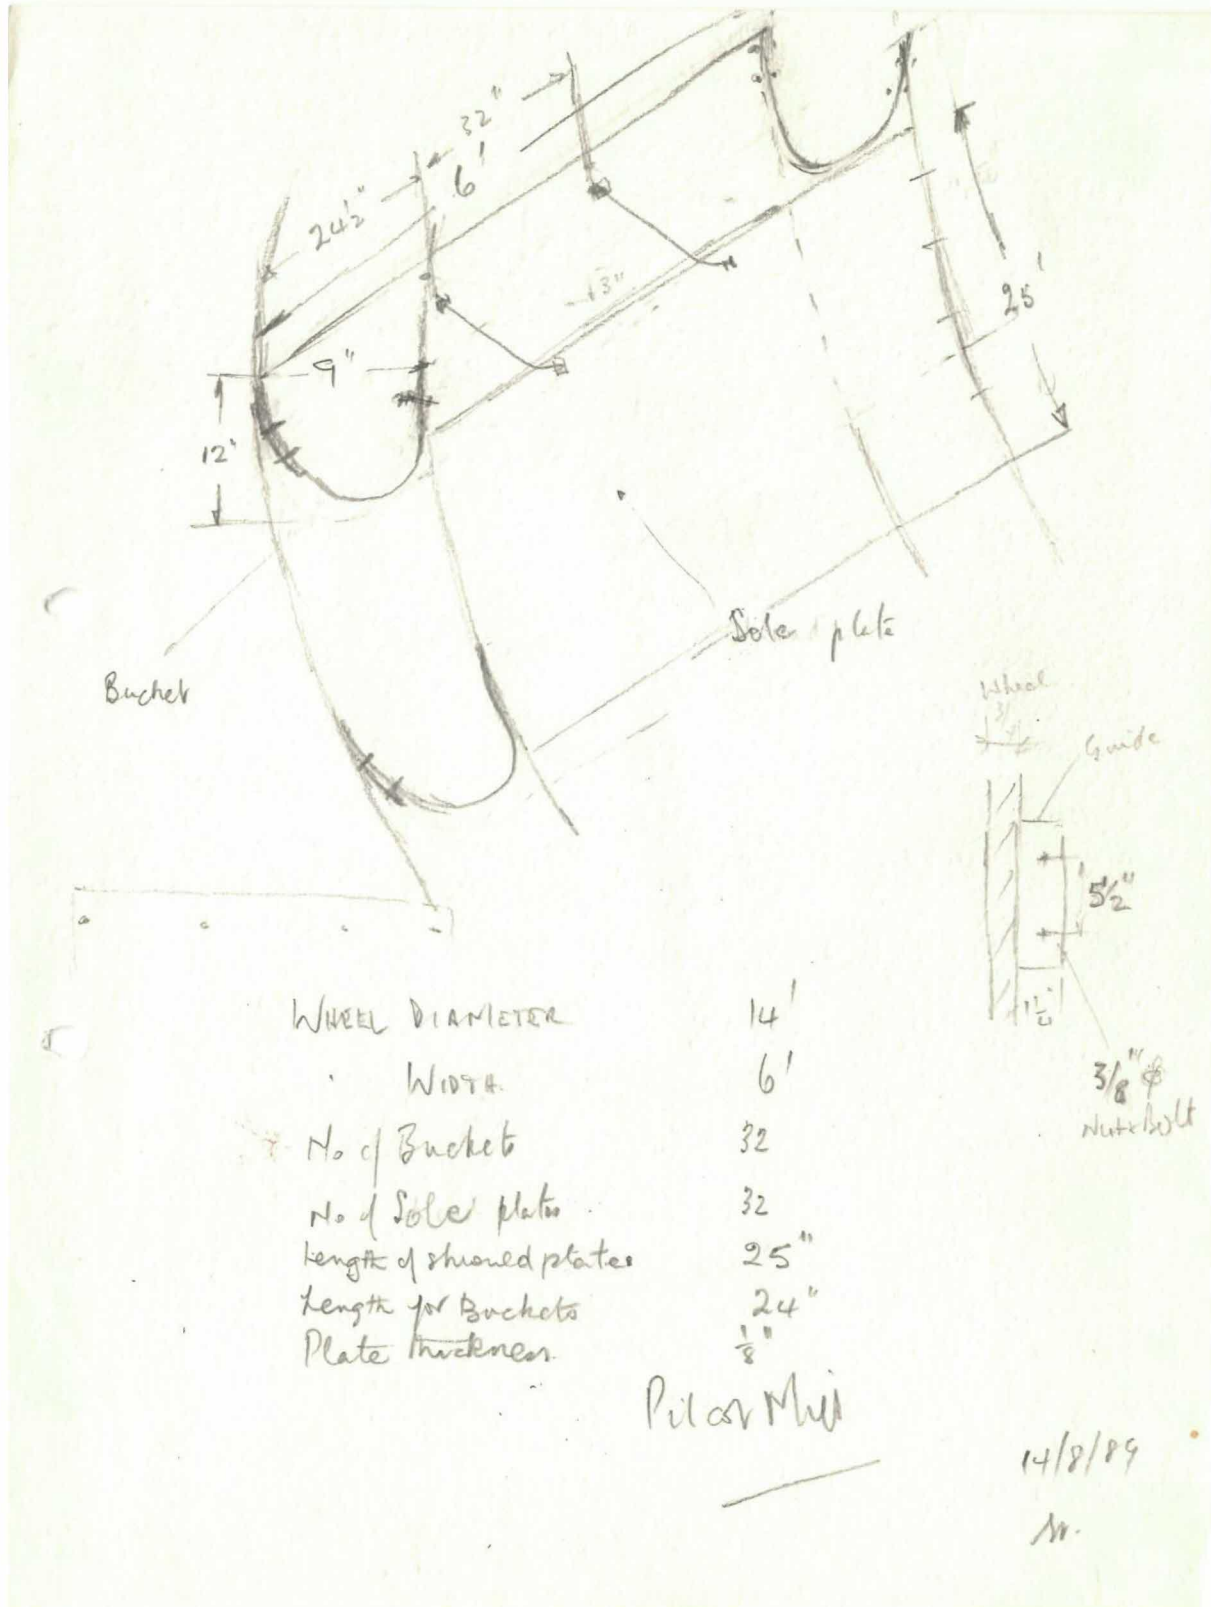 32"
6'
24½"
13"
25'
9"
12"
Sole plate
Bucket
Wheel
Guide
5½"
1¼"
3/8" ϕ
Nut & Bolt
WHEEL DIAMETER 14'
" WIDTH 6'
No of Buckets 32
No of Sole plates 32
Length of shroud plates 25"
Length for Buckets 24"
Plate thickness ⅛"
Pilcot Mill
14/8/89